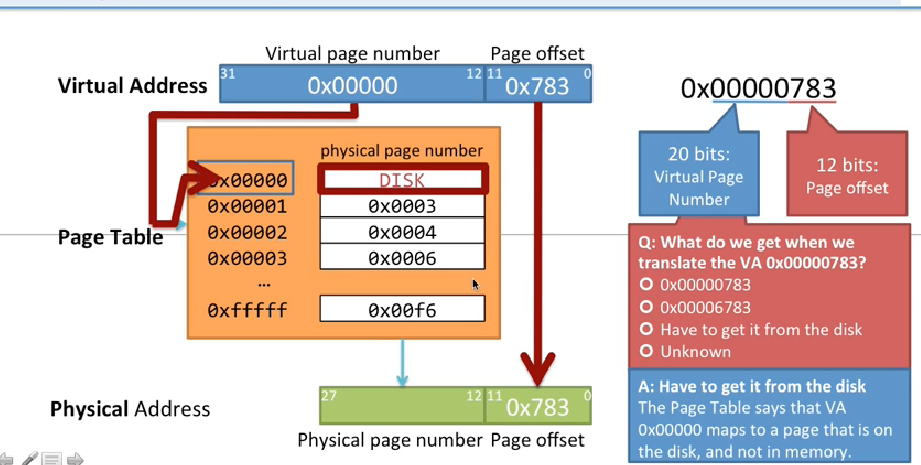 Virtual page number Page offset
Virtual Address
31 0x00000 12 11 0x783 0
0x00000783
20 bits:
Virtual Page
Number
12 bits:
Page offset
physical page number
0x00000 DISK
0x00001 0x0003
0x00002 0x0004
0x00003 0x0006
...
0xfffff 0x00f6
Page Table
Q: What do we get when we
translate the VA 0x00000783?
0x00000783
0x00006783
Have to get it from the disk
Unknown
A: Have to get it from the disk
The Page Table says that VA
0x00000 maps to a page that is on
the disk, and not in memory.
Physical Address
27 12 11 0x783 0
Physical page number Page offset